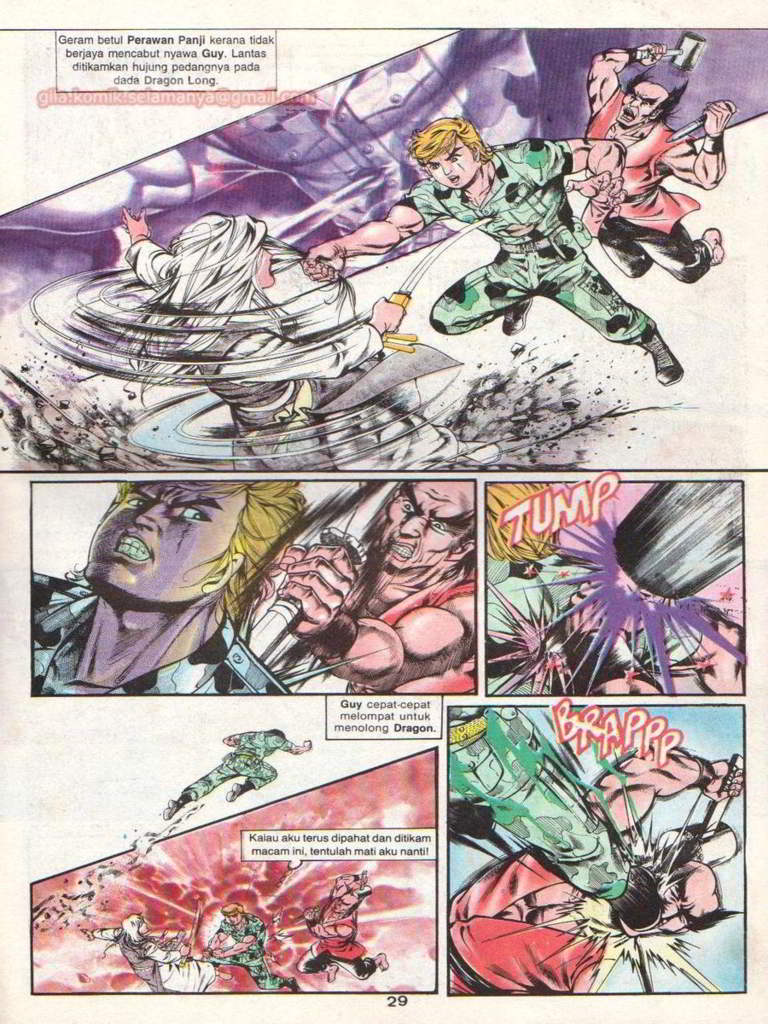 Geram betul Perawan Panji kerana tidak
berjaya mencabut nyawa Guy. Lantas
ditikamkan hujung pedangnya pada
dada Dragon Long.
gila:komik:selamanya@gmail.com
TUMP
Guy cepat-cepat
melompat untuk
menolong Dragon.
BRAPPP
Kalau aku terus dipahat dan ditikam
macam ini, tentulah mati aku nanti!
29